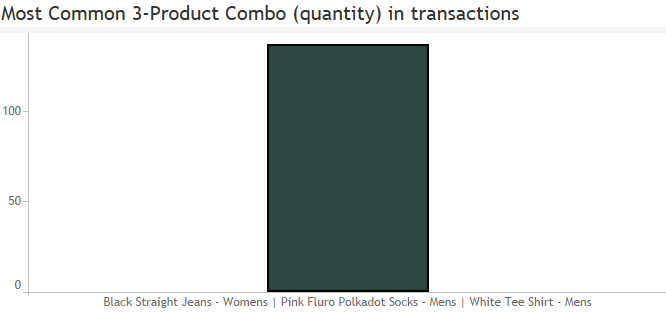 Most Common 3-Product Combo (quantity) in transactions
100
50
0
Black Straight Jeans - Womens | Pink Fluro Polkadot Socks - Mens | White Tee Shirt - Mens